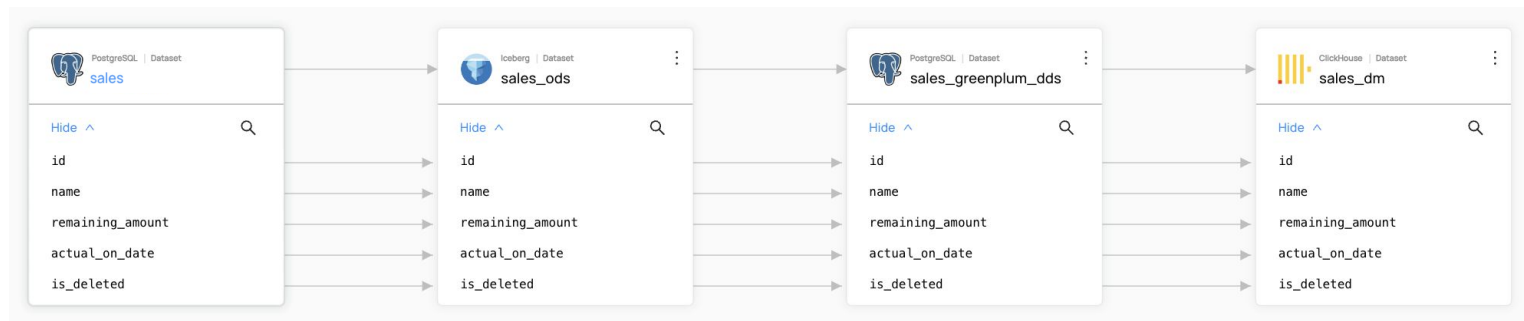 PostgreSQL | Dataset
sales
Hide
id
name
remaining_amount
actual_on_date
is_deleted
Iceberg | Dataset
sales_ods
Hide
id
name
remaining_amount
actual_on_date
is_deleted
PostgreSQL | Dataset
sales_greenplum_dds
Hide
id
name
remaining_amount
actual_on_date
is_deleted
ClickHouse | Dataset
sales_dm
Hide
id
name
remaining_amount
actual_on_date
is_deleted